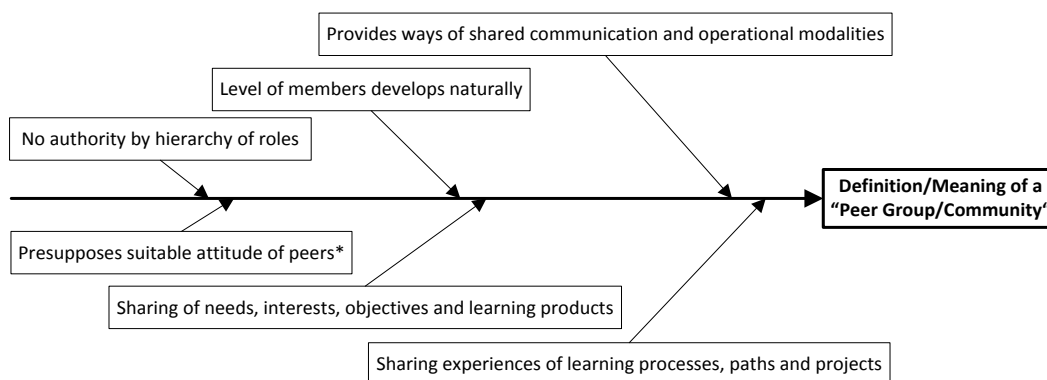 Provides ways of shared communication and operational modalities
Level of members develops naturally
No authority by hierarchy of roles
Definition/Meaning of a
“Peer Group/Community“
Presupposes suitable attitude of peers*
Sharing of needs, interests, objectives and learning products
Sharing experiences of learning processes, paths and projects